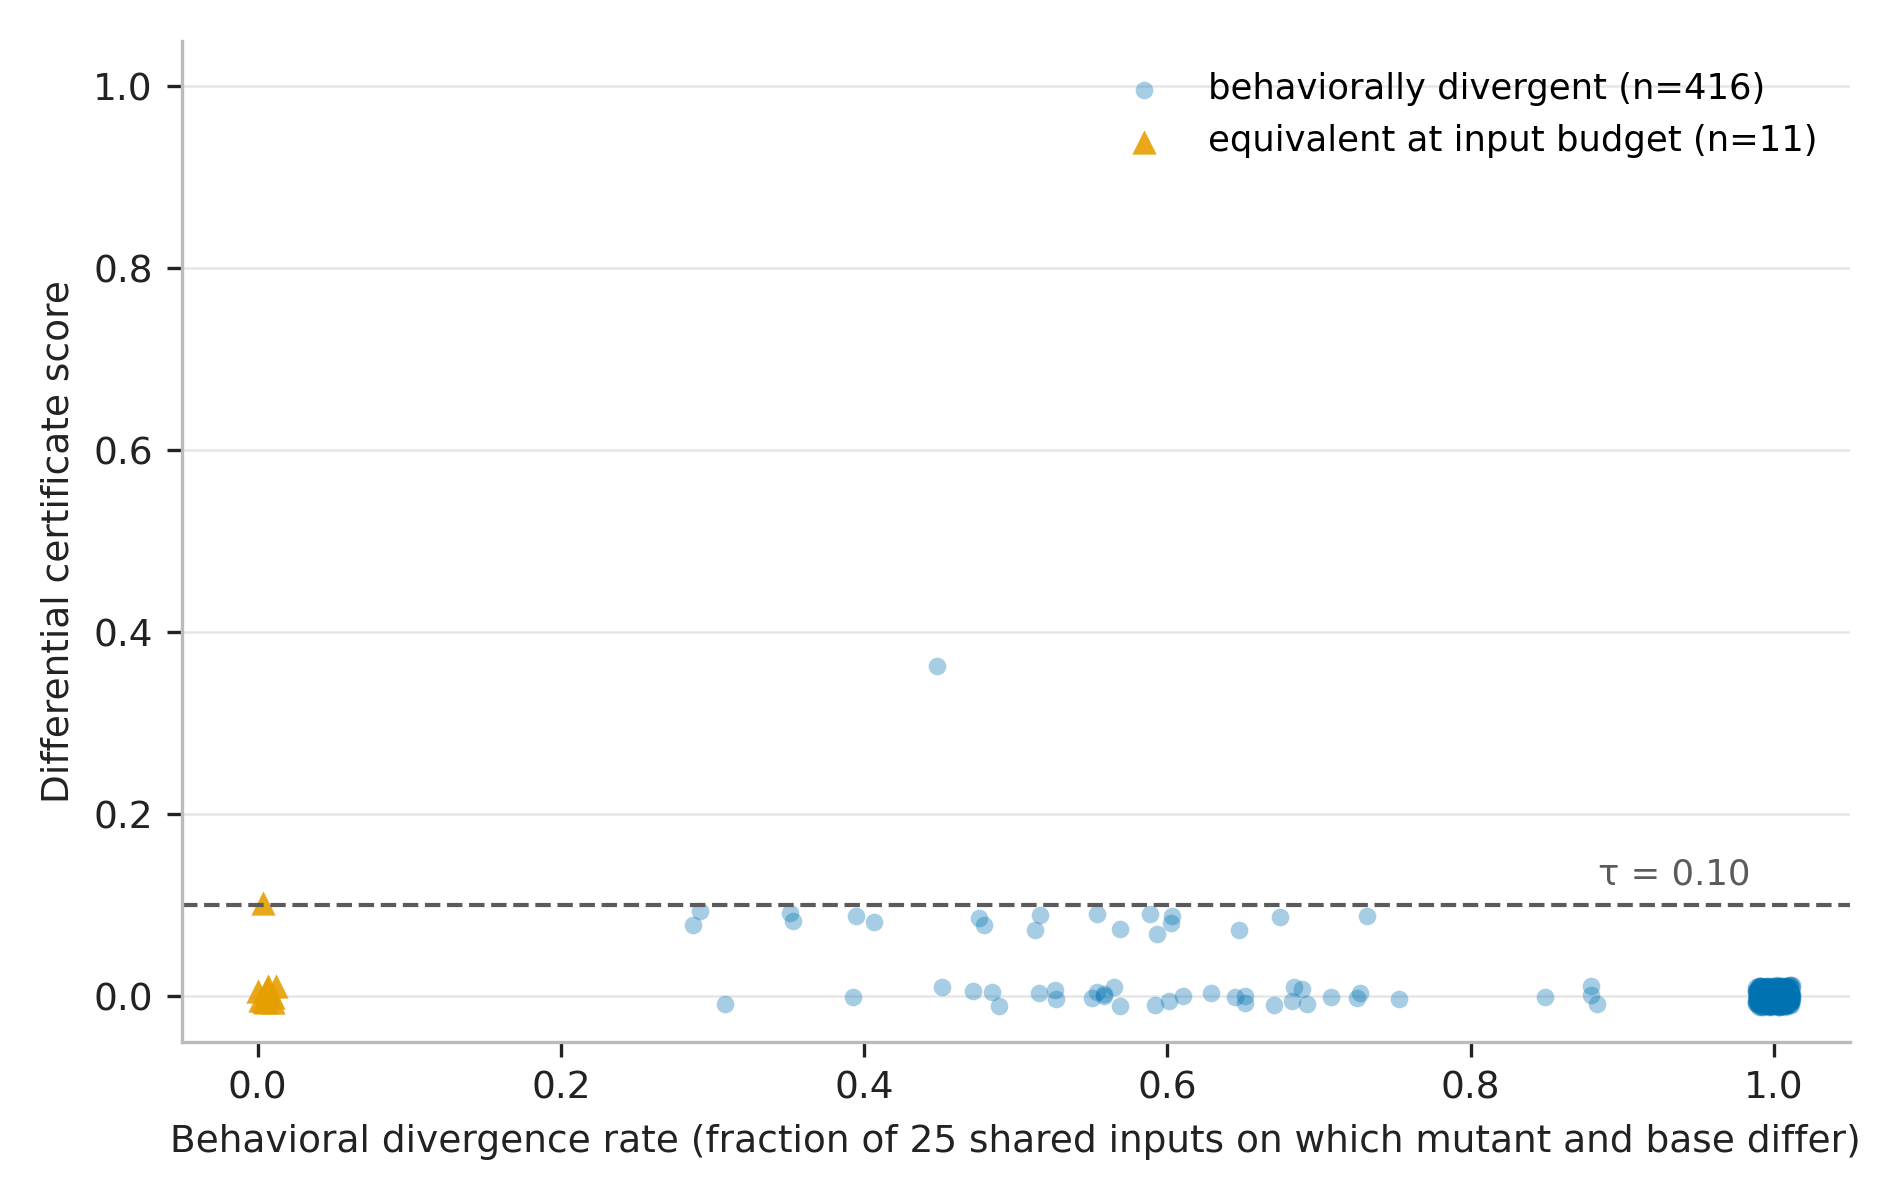 behaviorally divergent (n=416)
equivalent at input budget (n=11)
Differential certificate score
1.0
0.8
0.6
0.4
0.2
0.0
τ = 0.10
0.0 0.2 0.4 0.6 0.8 1.0
Behavioral divergence rate (fraction of 25 shared inputs on which mutant and base differ)